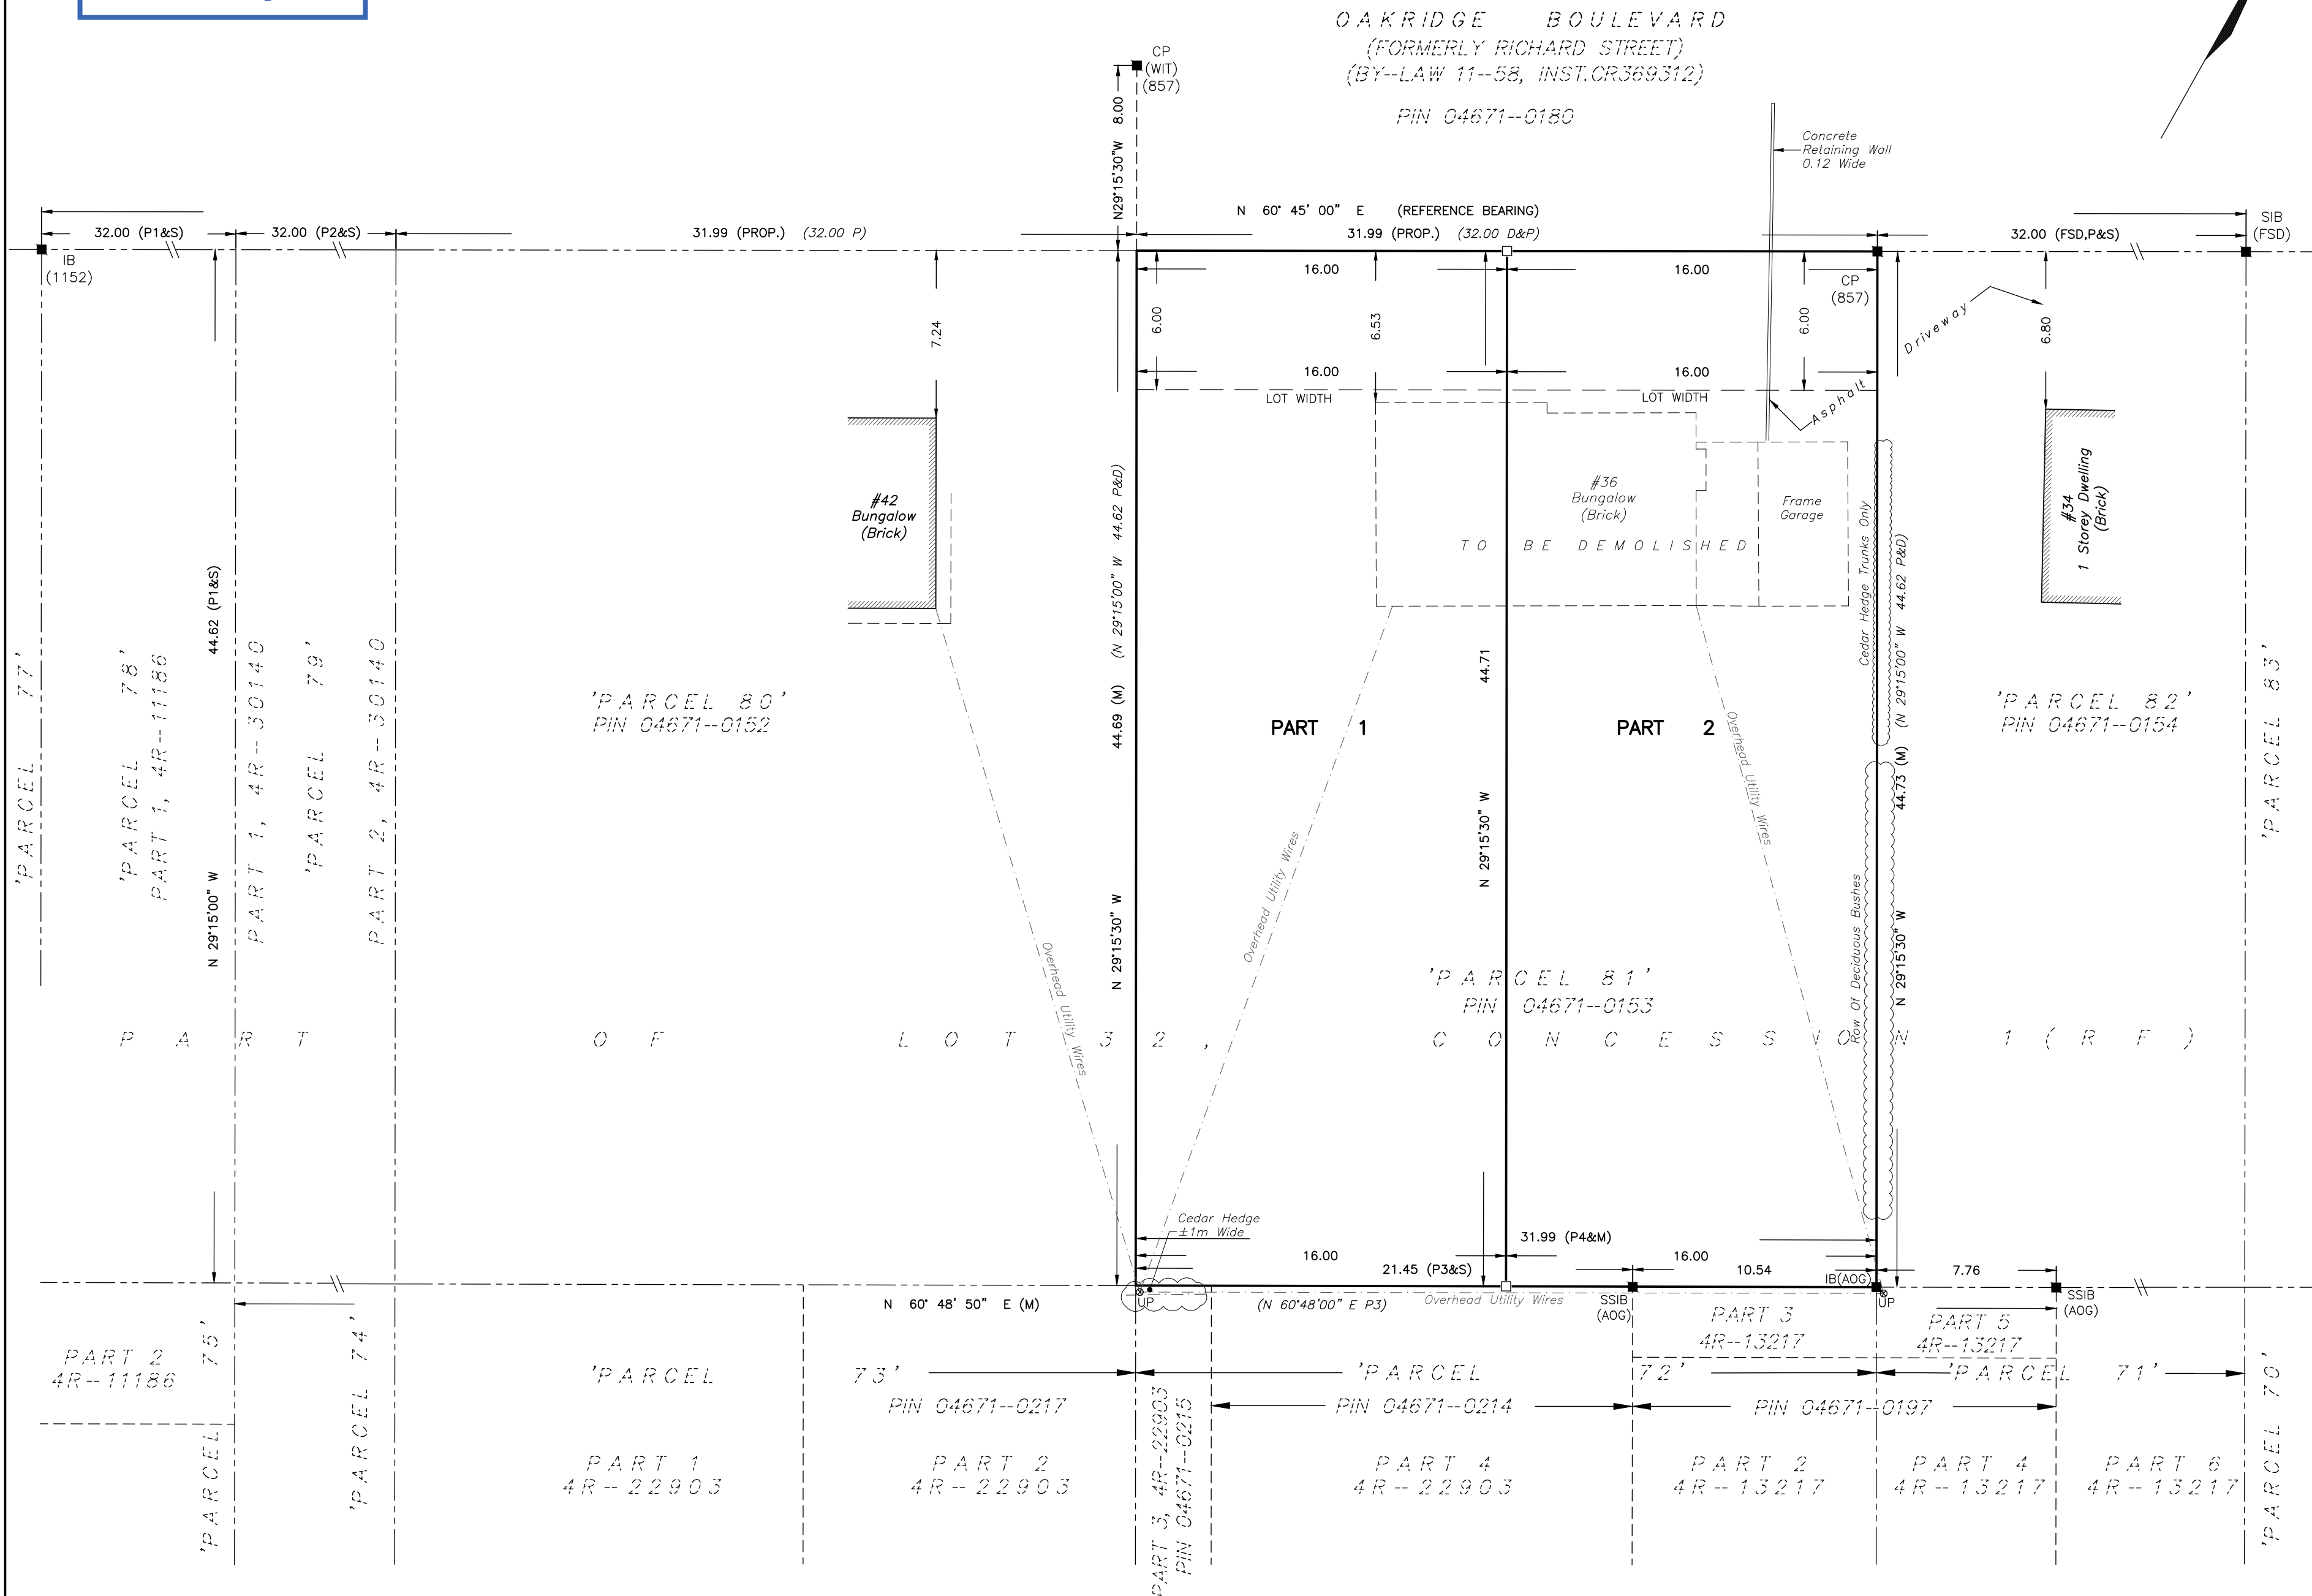 OAKRIDGE BOULEVARD
(FORMERLY RICHARD STREET)
(BY--LAW 11--58, INST.CR369312)
PIN 04671--0180
CP
(WIT)
(857)
8.00
N29°15'30"W
Concrete
Retaining Wall
0.12 Wide
N 60° 45' 00" E (REFERENCE BEARING)
SIB
(FSD)
32.00 (P1&S)
32.00 (P2&S)
31.99 (PROP.) (32.00 P)
31.99 (PROP.) (32.00 D&P)
32.00 (FSD,P&S)
IB
(1152)
16.00
16.00
CP
(857)
7.24
6.00
6.53
6.00
6.80
Driveway
16.00
16.00
LOT WIDTH
LOT WIDTH
Asphalt
#42
Bungalow
(Brick)
#36
Bungalow
(Brick)
Frame
Garage
#34
1 Storey Dwelling
(Brick)
TO BE DEMOLISHED
Cedar Hedge Trunks Only
44.62 (P1&S)
N 29°15'00" W
44.69 (M) (N 29°15'00" W 44.62 P&D)
N 29°15'30" W
44.71
N 29°15'30" W
44.73 (M) (N 29°15'00" W 44.62 P&D)
N 29°15'30" W
'PARCEL 77'
'PARCEL 78'
PART 1, 4R--11186
PART 1, 4R--30140
'PARCEL 79'
PART 2, 4R--30140
'PARCEL 80'
PIN 04671--0152
PART 1
PART 2
'PARCEL 82'
PIN 04671--0154
'PARCEL 83'
Overhead Utility Wires
Overhead Utility Wires
Overhead Utility Wires
Row Of Deciduous Bushes
'PARCEL 81'
PIN 04671--0153
PART OF LOT 32, CONCESSION 1 (RF)
Cedar Hedge
±1m Wide
31.99 (P4&M)
16.00
16.00
21.45 (P3&S)
10.54
IB(AOG)
7.76
UP
N 60° 48' 50" E (M)
(N 60°48'00" E P3)
Overhead Utility Wires
SSIB
(AOG)
UP
SSIB
(AOG)
PART 3
4R--13217
PART 5
4R--13217
PART 2
4R--11186
'PARCEL 75'
'PARCEL 74'
'PARCEL 73'
'PARCEL 72'
'PARCEL 71'
'PARCEL 70'
PIN 04671--0217
PART 3, 4R--22903
PIN 04671--0215
PIN 04671--0214
PIN 04671--0197
PART 1
4R--22903
PART 2
4R--22903
PART 4
4R--22903
PART 2
4R--13217
PART 4
4R--13217
PART 6
4R--13217